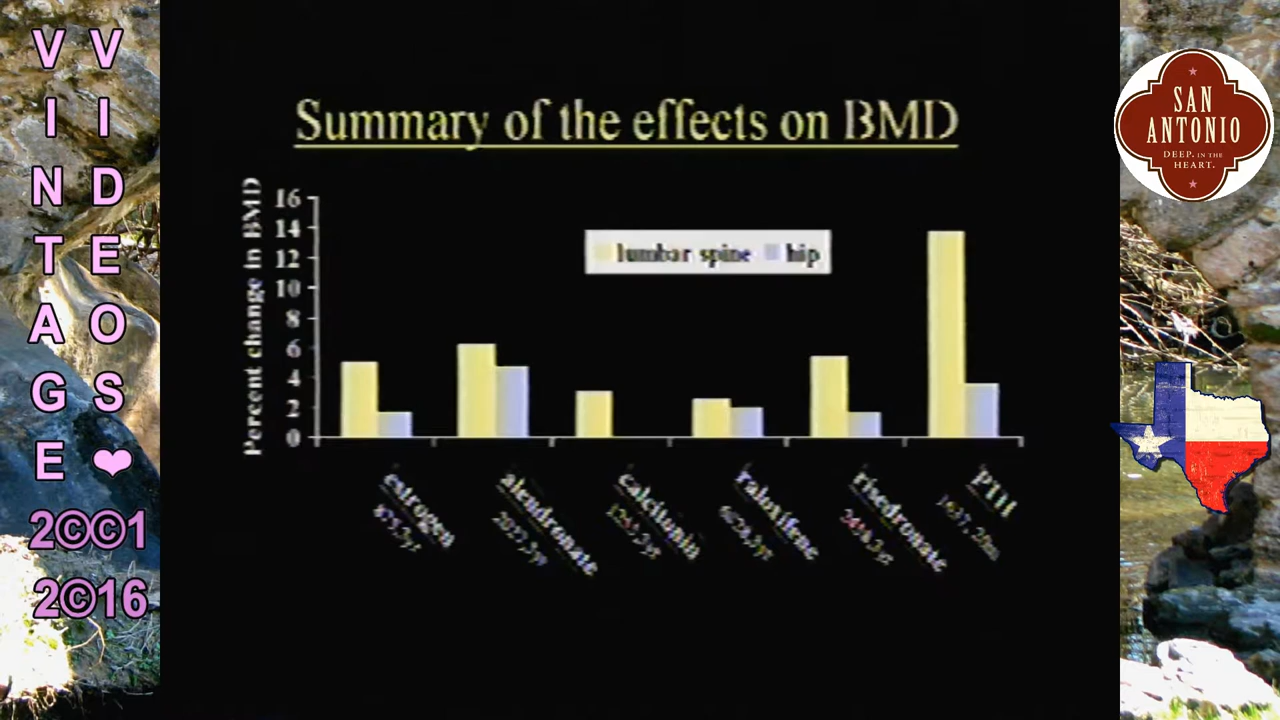 VINTAGE
VIDEOS
2©©1
2©16
Summary of the effects on BMD
Percent change in BMD
16
14
12
10
8
6
4
2
0
lumbar spine
hip
estrogen
alendronate
calcitonin
raloxifene
risedronate
PTH
SAN
ANTONIO
DEEP. IN THE
HEART.